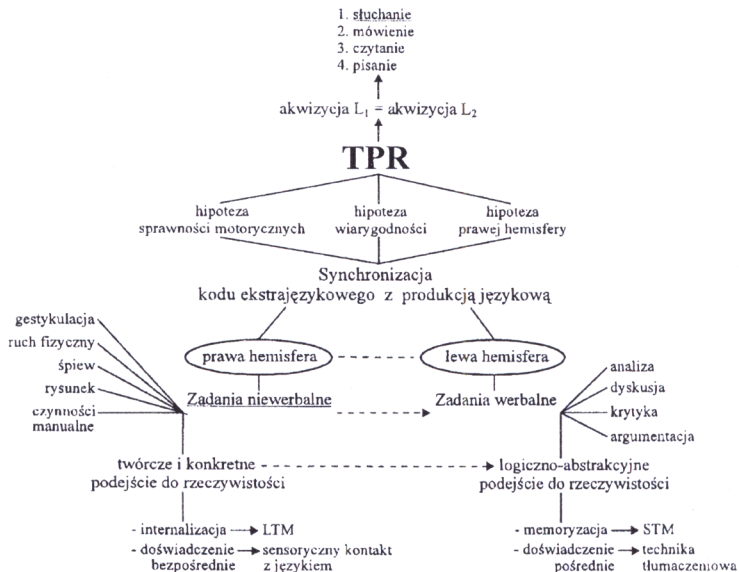 1. słuchanie
2. mówienie
3. czytanie
4. pisanie
akwizycja L₁ = akwizycja L₂
TPR
hipoteza
sprawności motorycznych
hipoteza
wiarygodności
hipoteza
prawej hemisfery
Synchronizacja
kodu ekstrajęzykowego z produkcją językową
gestykulacja
ruch fizyczny
śpiew
rysunek
czynności
manualne
prawa hemisfera
lewa hemisfera
Zadania niewerbalne
Zadania werbalne
analiza
dyskusja
krytyka
argumentacja
twórcze i konkretne
podejście do rzeczywistości
logiczno-abstrakcyjne
podejście do rzeczywistości
- internalizacja → LTM
- doświadczenie → sensoryczny kontakt
bezpośrednie z językiem
- memoryzacja → STM
- doświadczenie → technika
pośrednie tłumaczeniowa